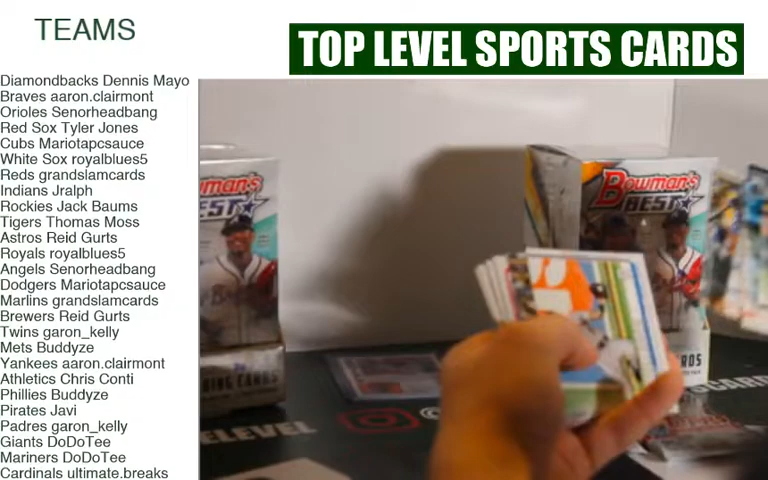 TEAMS
TOP LEVEL SPORTS CARDS
Diamondbacks Dennis Mayo
Braves aaron.clairmont
Orioles Senorheadbang
Red Sox Tyler Jones
Cubs Mariotapcsauce
White Sox royalblues5
Reds grandslamcards
Indians Jralph
Rockies Jack Baums
Tigers Thomas Moss
Astros Reid Gurts
Royals royalblues5
Angels Senorheadbang
Dodgers Mariotapcsauce
Marlins grandslamcards
Brewers Reid Gurts
Twins garon_kelly
Mets Buddyze
Yankees aaron.clairmont
Athletics Chris Conti
Phillies Buddyze
Pirates Javi
Padres garon_kelly
Giants DoDoTee
Mariners DoDoTee
Cardinals ultimate.breaks
Bowman's
BEST
CARDS